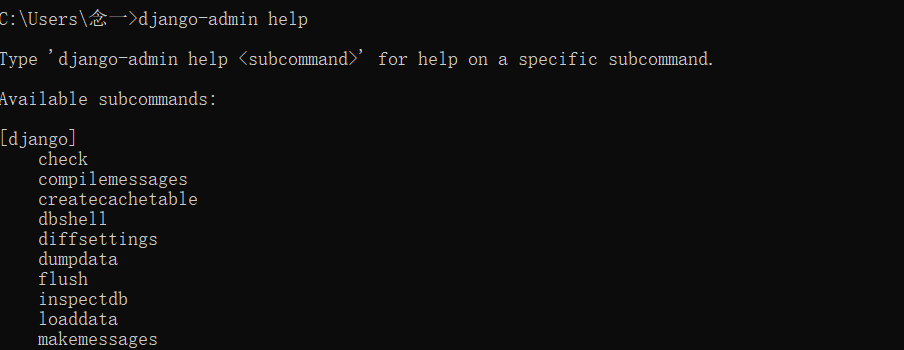 C:\Users\念一>django-admin help
Type 'django-admin help <subcommand>' for help on a specific subcommand.
Available subcommands:
[django]
check
compilemessages
createcachetable
dbshell
diffsettings
dumpdata
flush
inspectdb
loaddata
makemessages